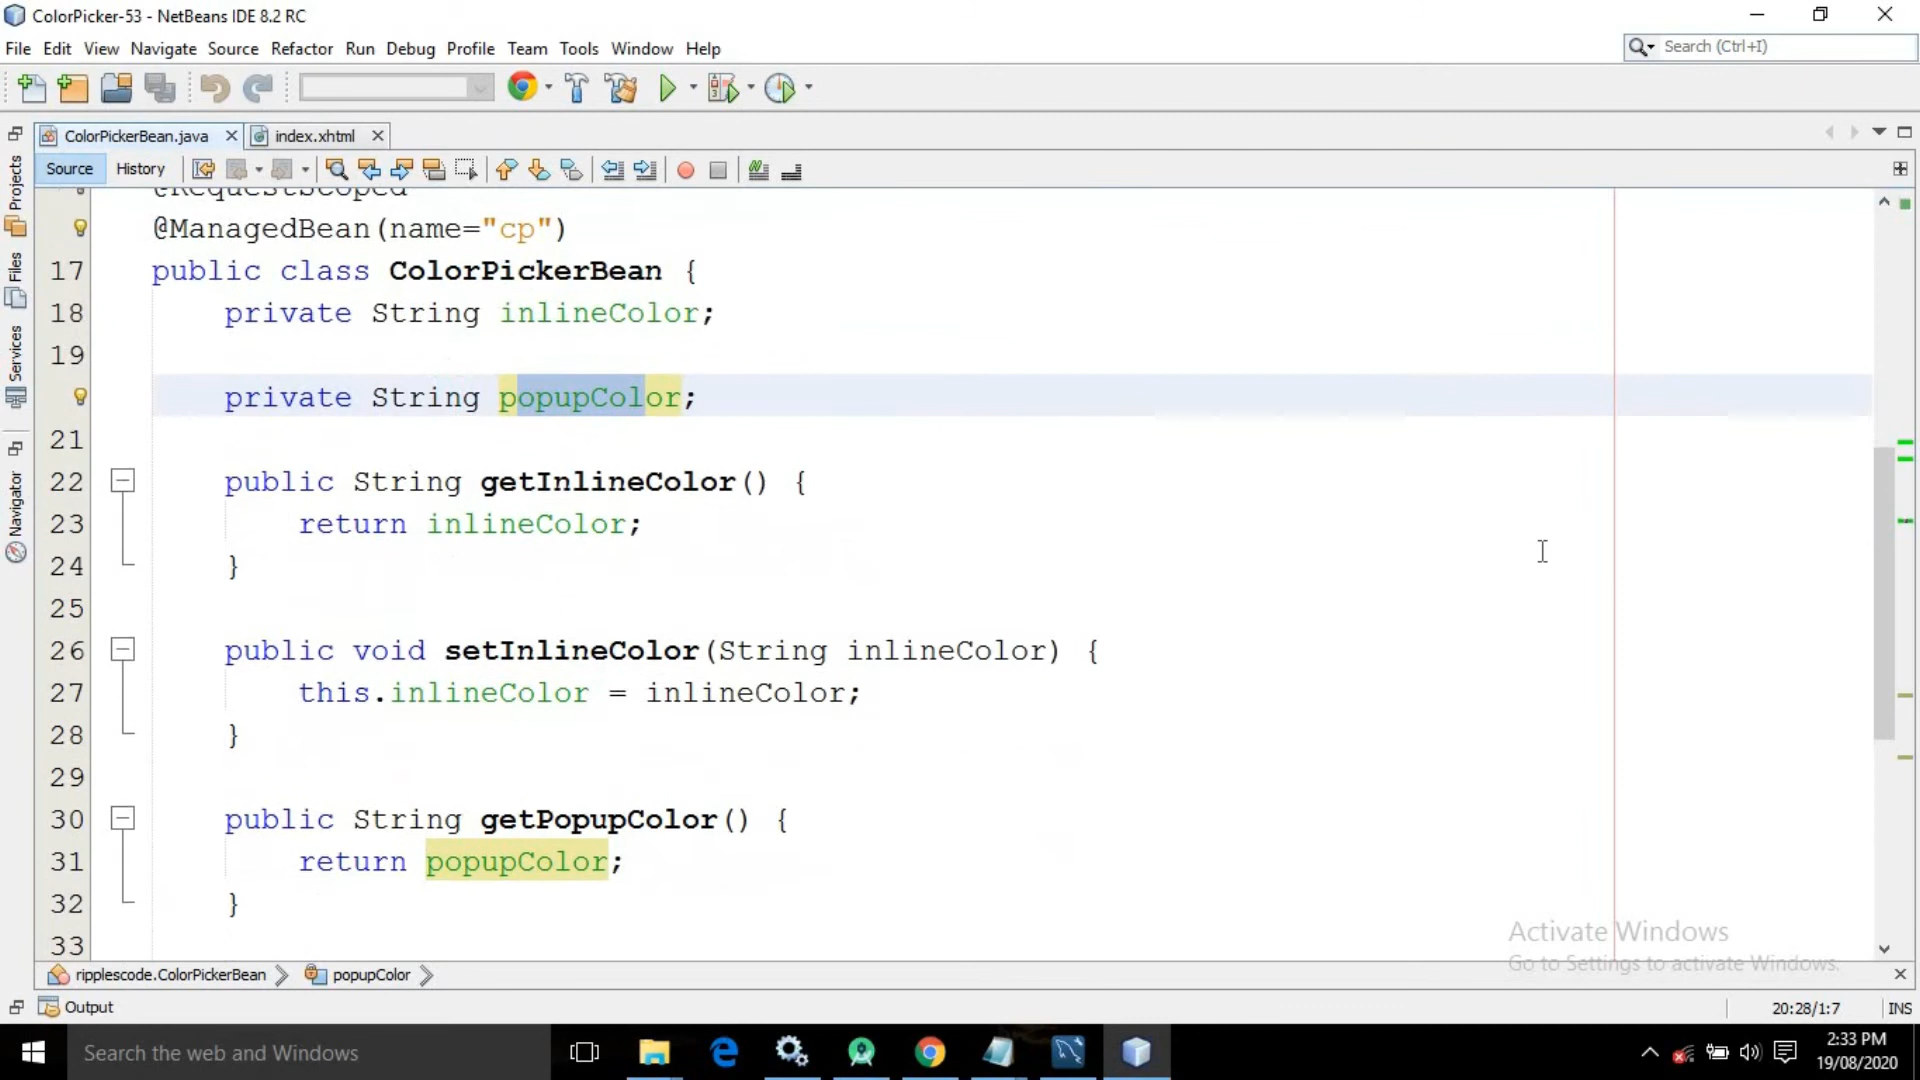 ColorPicker-53 - NetBeans IDE 8.2 RC
File Edit View Navigate Source Refactor Run Debug Profile Team Tools Window Help
Search (Ctrl+I)
ColorPickerBean.java
index.xhtml
Source History
Projects
Files
Services
Navigator
@RequestScoped
@ManagedBean(name="cp")
17 public class ColorPickerBean {
18 private String inlineColor;
19
private String popupColor;
21
22 public String getInlineColor() {
23 return inlineColor;
24 }
25
26 public void setInlineColor(String inlineColor) {
27 this.inlineColor = inlineColor;
28 }
29
30 public String getPopupColor() {
31 return popupColor;
32 }
33
Activate Windows
Go to Settings to activate Windows.
ripplescode.ColorPickerBean popupColor
Output
20:28/1:7 INS
Search the web and Windows
2:33 PM
19/08/2020